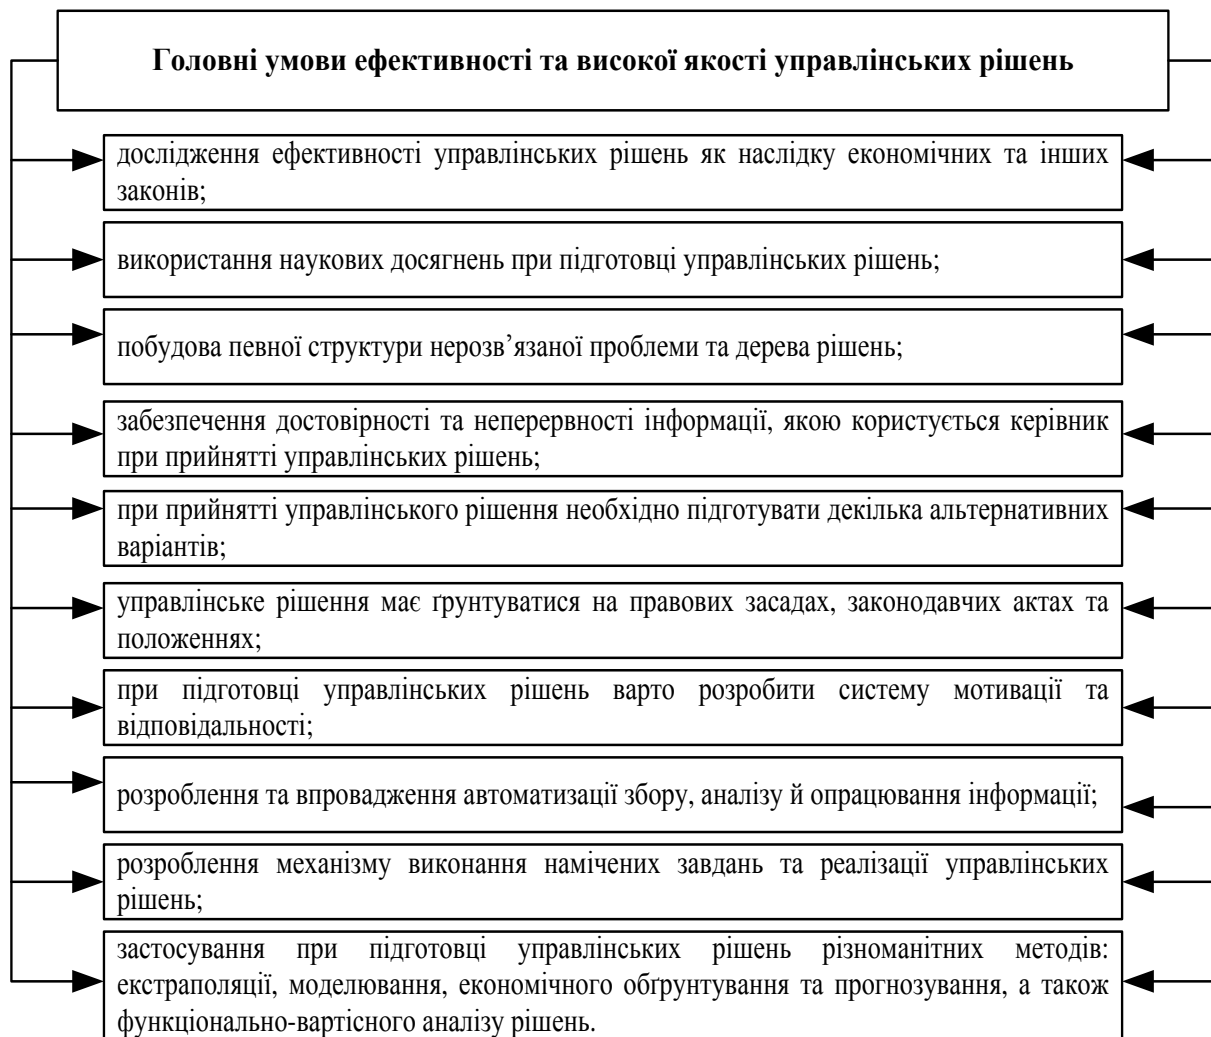 Головні умови ефективності та високої якості управлінських рішень
дослідження ефективності управлінських рішень як наслідку економічних та інших
законів;
використання наукових досягнень при підготовці управлінських рішень;
побудова певної структури нерозв’язаної проблеми та дерева рішень;
забезпечення достовірності та неперервності інформації, якою користується керівник
при прийнятті управлінських рішень;
при прийнятті управлінського рішення необхідно підготувати декілька альтернативних
варіантів;
управлінське рішення має ґрунтуватися на правових засадах, законодавчих актах та
положеннях;
при підготовці управлінських рішень варто розробити систему мотивації та
відповідальності;
розроблення та впровадження автоматизації збору, аналізу й опрацювання інформації;
розроблення механізму виконання намічених завдань та реалізації управлінських
рішень;
застосування при підготовці управлінських рішень різноманітних методів:
екстраполяції, моделювання, економічного обґрунтування та прогнозування, а також
функціонально-вартісного аналізу рішень.